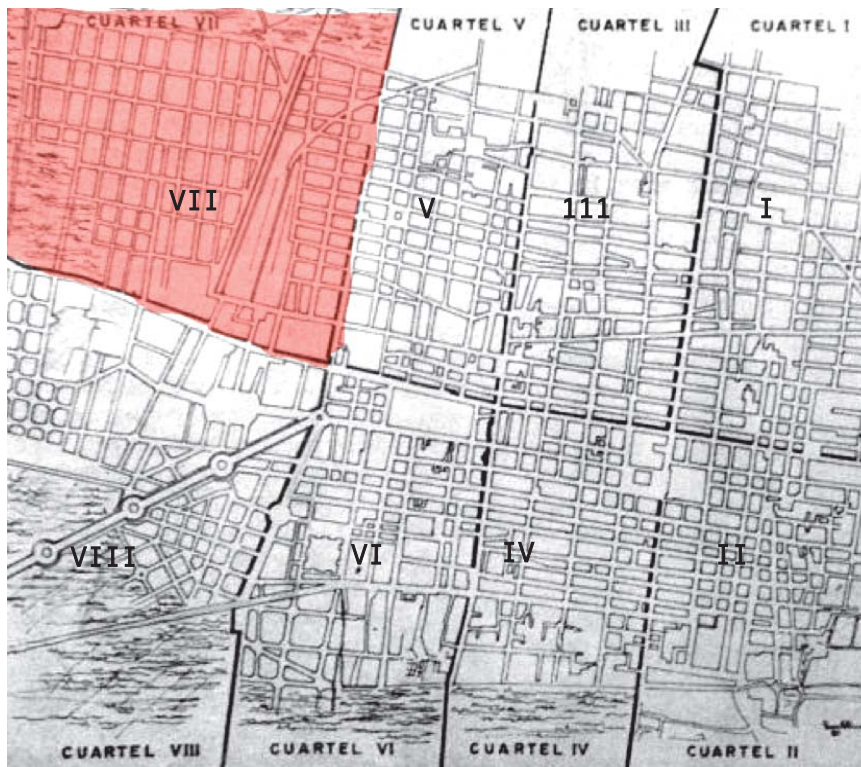 CUARTEL VII
CUARTEL V
CUARTEL III
CUARTEL I
VII
V
111
I
VIII
VI
IV
II
CUARTEL VIII
CUARTEL VI
CUARTEL IV
CUARTEL II